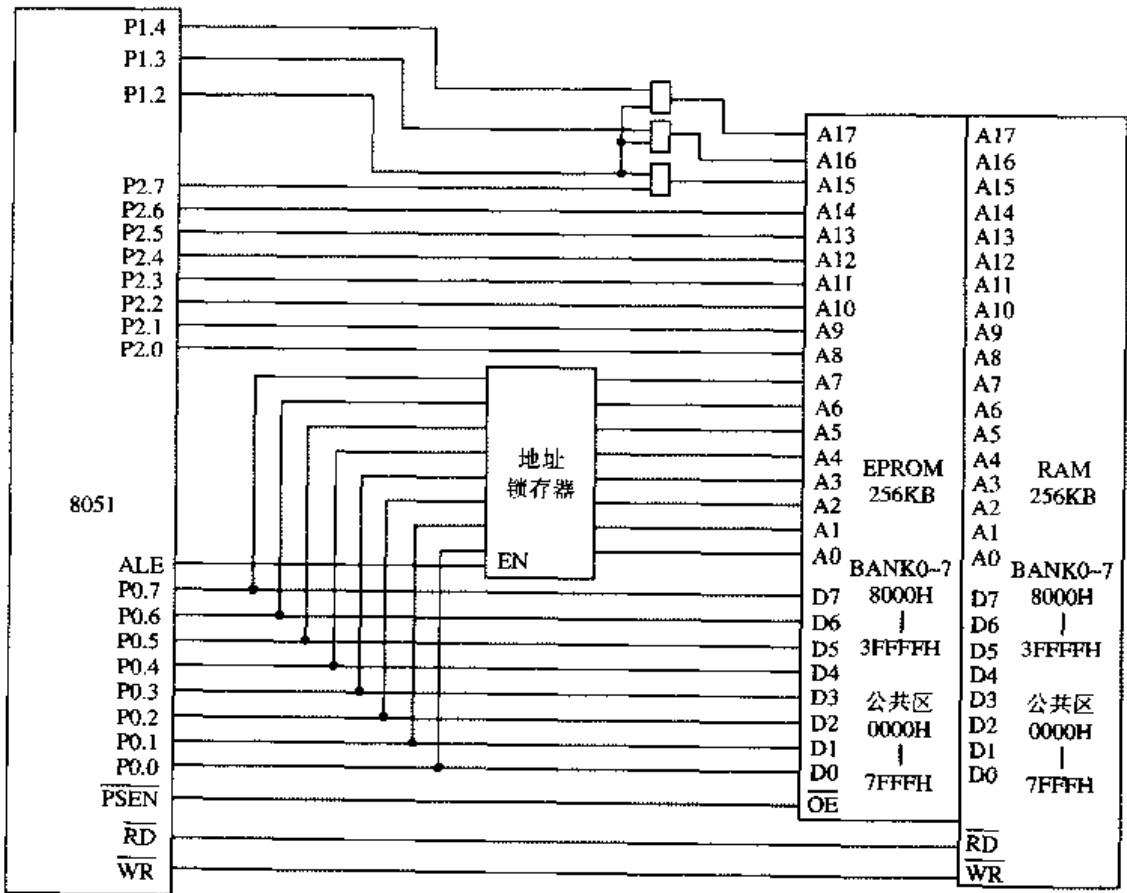 P1.4
P1.3
P1.2
P2.7
P2.6
P2.5
P2.4
P2.3
P2.2
P2.1
P2.0
8051
ALE
P0.7
P0.6
P0.5
P0.4
P0.3
P0.2
P0.1
P0.0
PSEN
RD
WR
地址
锁存器
EN
A17
A16
A15
A14
A13
A12
A11
A10
A9
A8
A7
A6
A5
A4
A3
A2
A1
A0
D7
D6
D5
D4
D3
D2
D1
D0
OE
EPROM
256KB
BANK0~7
8000H
3FFFFH
公共区
0000H
7FFFH
A17
A16
A15
A14
A13
A12
A11
A10
A9
A8
A7
A6
A5
A4
A3
A2
A1
A0
D7
D6
D5
D4
D3
D2
D1
D0
RAM
256KB
BANK0~7
8000H
3FFFFH
公共区
0000H
7FFFH
RD
WR